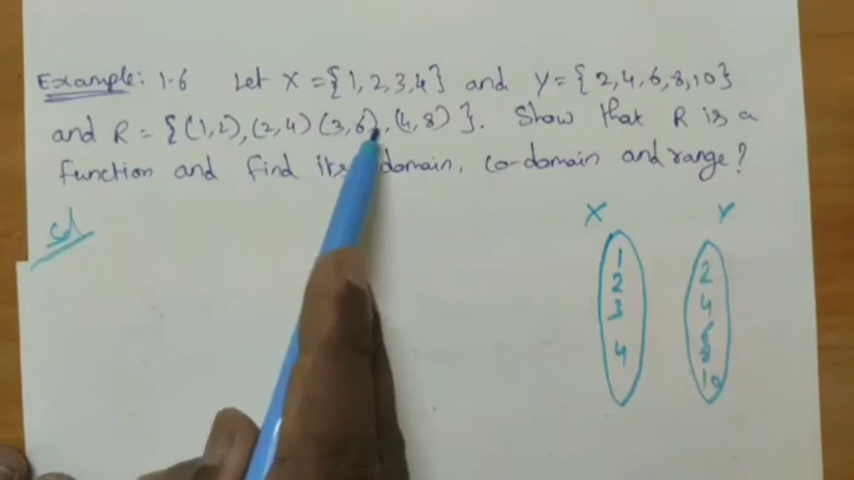 Example: 1.6 Let X = {1, 2, 3, 4} and Y = {2, 4, 6, 8, 10}
and R = {(1, 2), (2, 4) (3, 6), (4, 8)}. Show that R is a
function and find its domain, co-domain and range?
Sol
X Y
1 2
2 4
3 6
4 8
10